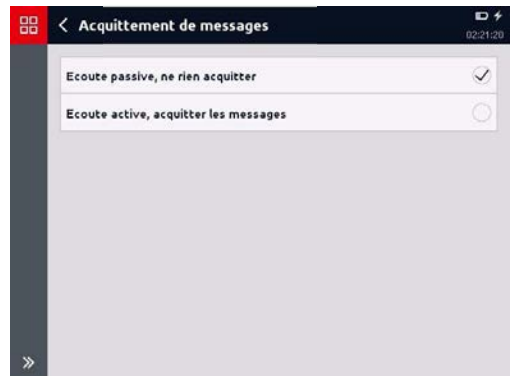 Acquittement de messages
02:21:20
Ecoute passive, ne rien acquitter
Ecoute active, acquitter les messages